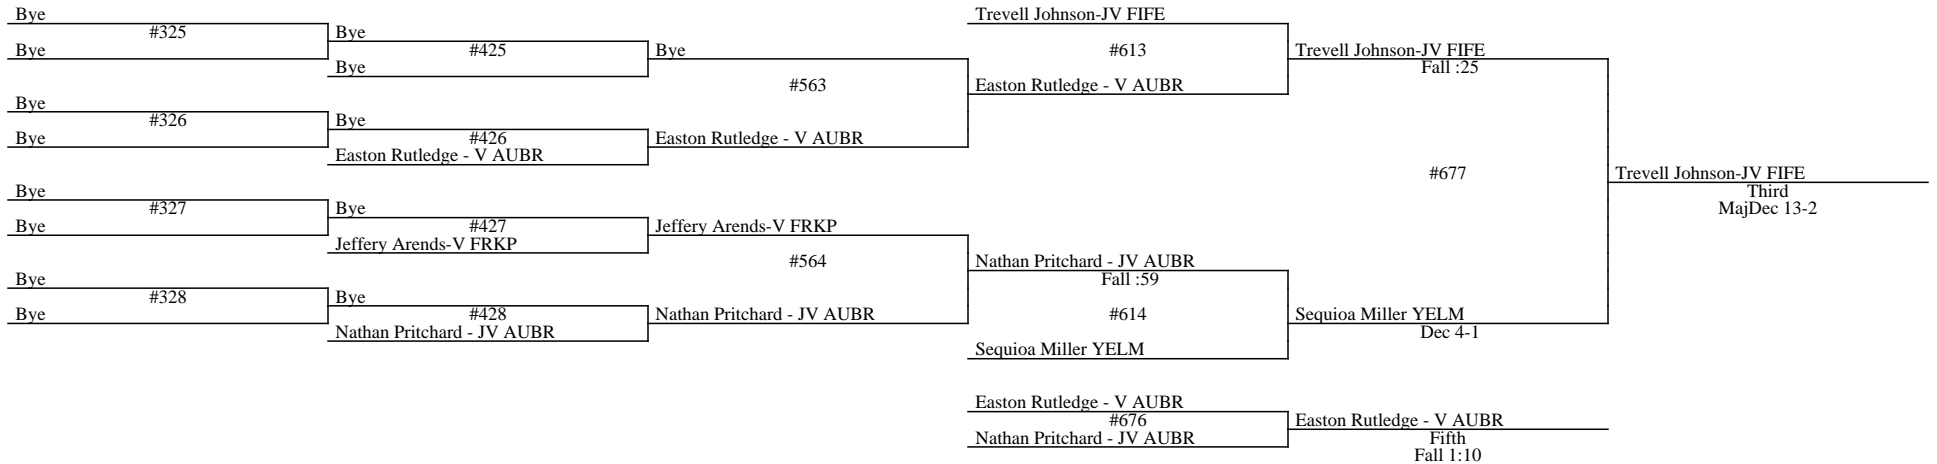 Bye
#325
Bye
Bye
#425
Bye
Bye
#326
Bye
Bye
#426
Easton Rutledge - V AUBR
Bye
#563
Easton Rutledge - V AUBR
Bye
#327
Bye
Bye
#427
Jeffery Arends-V FRKP
Bye
#328
Bye
Bye
#428
Nathan Pritchard - JV AUBR
Jeffery Arends-V FRKP
#564
Nathan Pritchard - JV AUBR
Trevell Johnson-JV FIFE
#613
Easton Rutledge - V AUBR
Trevell Johnson-JV FIFE
Fall :25
Nathan Pritchard - JV AUBR
Fall :59
#614
Sequioa Miller YELM
#677
Sequioa Miller YELM
Dec 4-1
Trevell Johnson-JV FIFE
Third
MajDec 13-2
Easton Rutledge - V AUBR
#676
Nathan Pritchard - JV AUBR
Easton Rutledge - V AUBR
Fifth
Fall 1:10